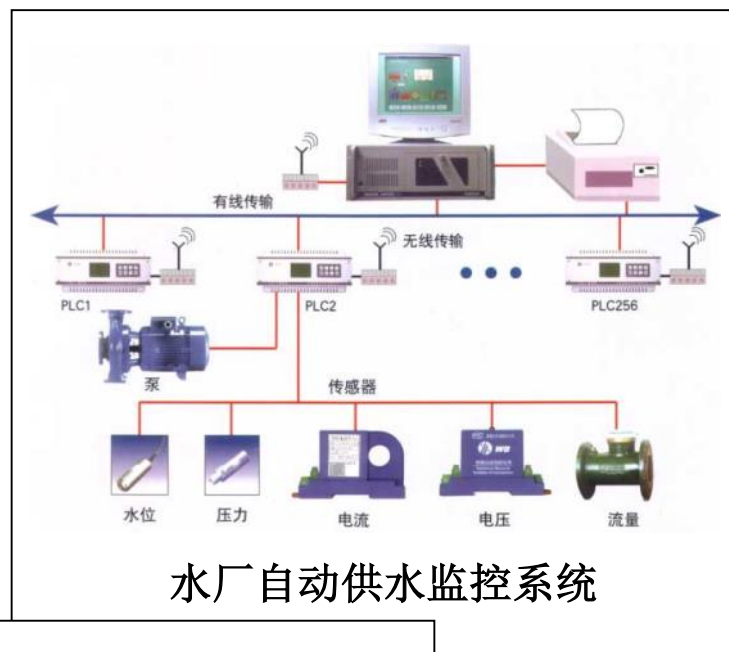 有线传输
无线传输
PLC1
PLC2
PLC256
泵
传感器
WB
水位
压力
电流
电压
流量
水厂自动供水监控系统